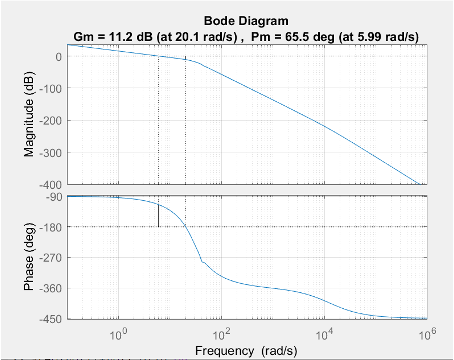 Bode Diagram
Gm = 11.2 dB (at 20.1 rad/s) , Pm = 65.5 deg (at 5.99 rad/s)
Magnitude (dB)
0
-100
-200
-300
-400
Phase (deg)
-90
-180
-270
-360
-450
10^0 10^2 10^4 10^6
Frequency (rad/s)